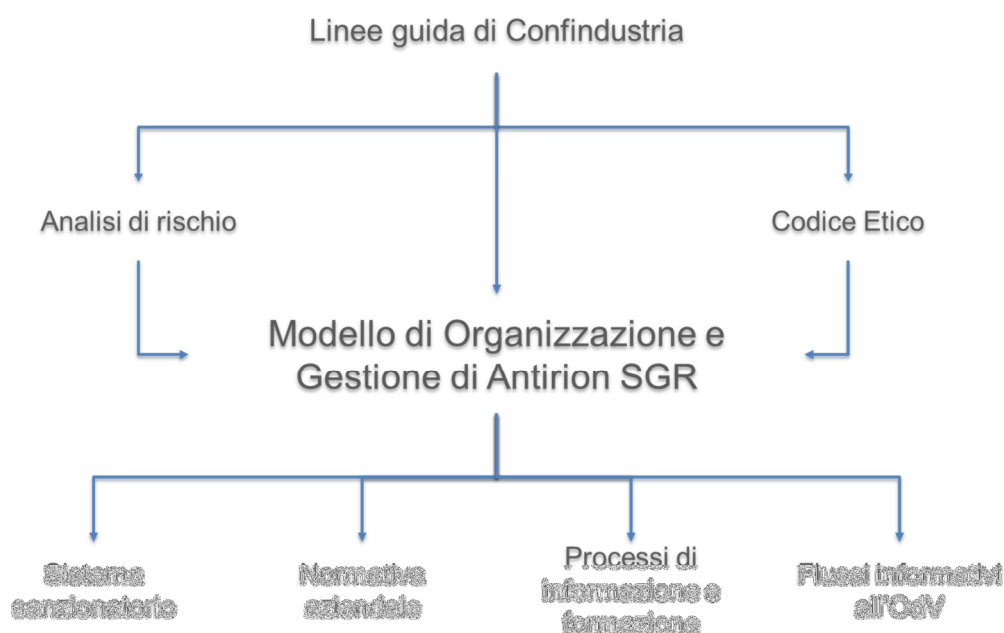 Linee guida di Confindustria
Analisi di rischio
Codice Etico
Modello di Organizzazione e
Gestione di Antirion SGR
Sistema
sanzionatorio
Normativa
aziendale
Processi di
informazione e
formazione
Flussi informativi
all'OdV